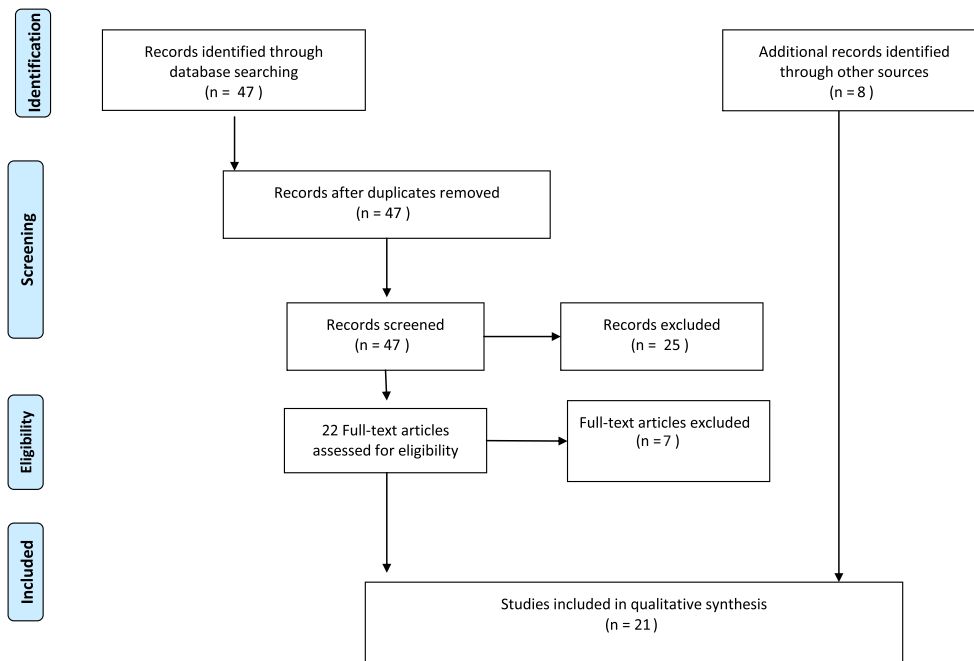 Identification
Records identified through
database searching
(n = 47 )
Additional records identified
through other sources
(n = 8 )
Screening
Records after duplicates removed
(n = 47 )
Records screened
(n = 47 )
Records excluded
(n = 25 )
Eligibility
22 Full-text articles
assessed for eligibility
Full-text articles excluded
(n = 7 )
Included
Studies included in qualitative synthesis
(n = 21 )